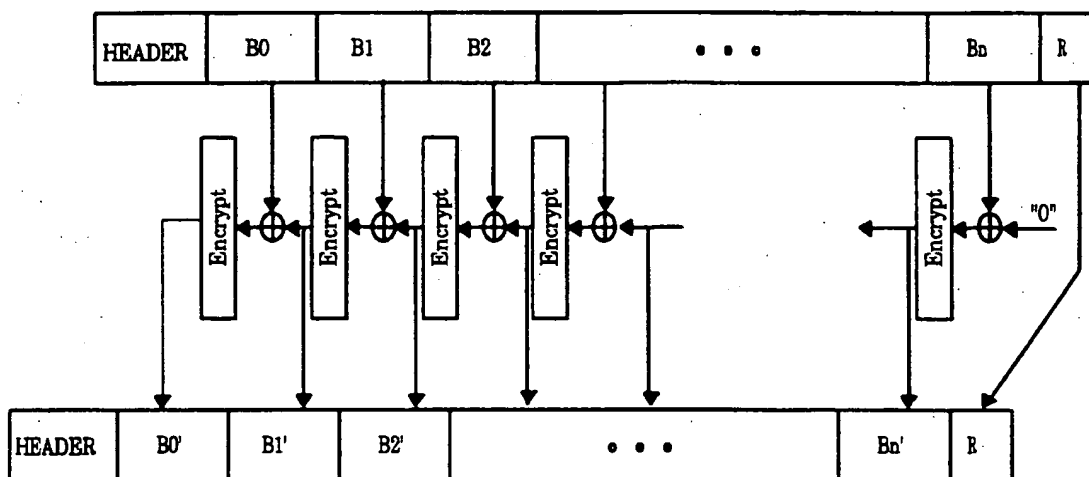 HEADER B0 B1 B2 • • • Bn R
Encrypt Encrypt Encrypt Encrypt Encrypt "0"
HEADER B0' B1' B2' • • • Bn' R